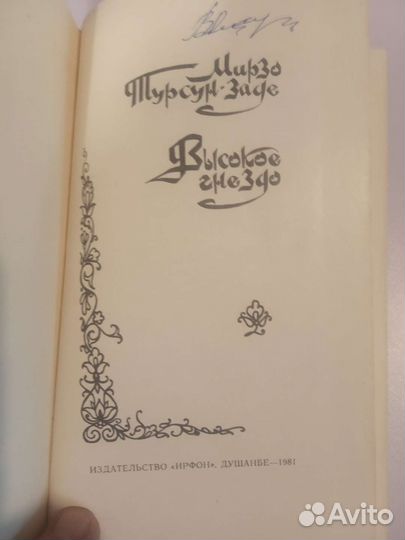 Мирзо
Турсун-Заде
Высокое
гнездо
ИЗДАТЕЛЬСТВО «ИРФОН». ДУШАНБЕ—1981
Avito